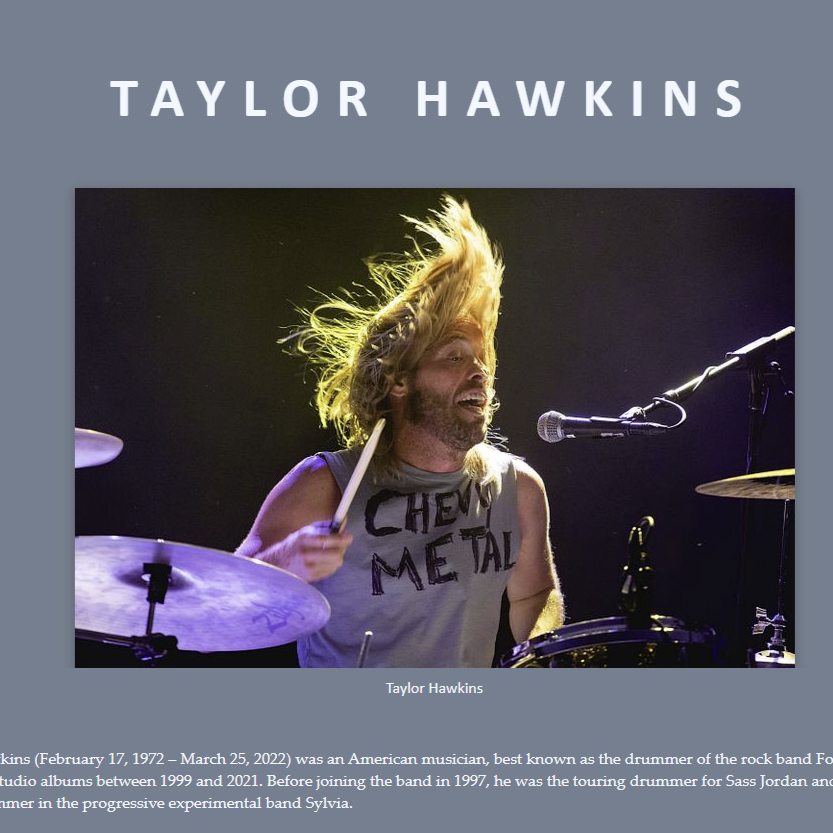 TAYLOR HAWKINS
CHEVY
METAL
Taylor Hawkins
kins (February 17, 1972 – March 25, 2022) was an American musician, best known as the drummer of the rock band Fo
tudio albums between 1999 and 2021. Before joining the band in 1997, he was the touring drummer for Sass Jordan and
mer in the progressive experimental band Sylvia.